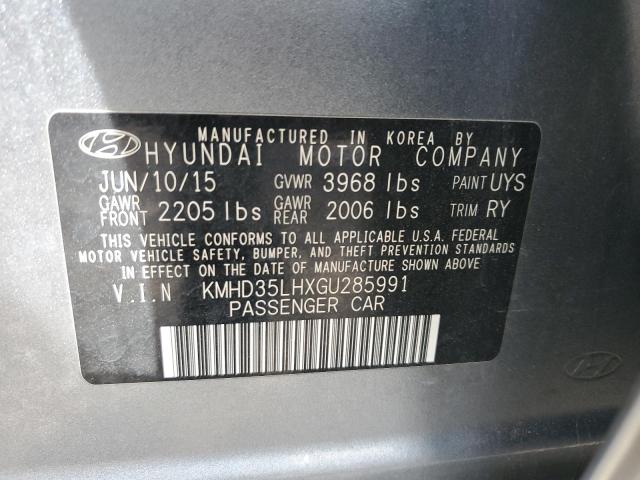 MANUFACTURED IN KOREA BY
HYUNDAI MOTOR COMPANY
JUN/10/15 GVWR 3968 lbs PAINT UYS
GAWR FRONT 2205 lbs GAWR REAR 2006 lbs TRIM RY
THIS VEHICLE CONFORMS TO ALL APPLICABLE U.S.A. FEDERAL
MOTOR VEHICLE SAFETY, BUMPER, AND THEFT PREVENTION STANDARDS
IN EFFECT ON THE DATE OF MANUFACTURE SHOWN ABOVE
V.I.N KMHD35LHXGU285991
PASSENGER CAR